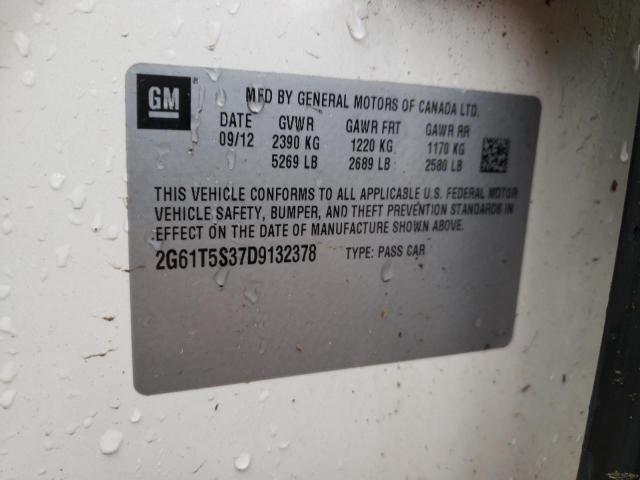 GM ®
MFD BY GENERAL MOTORS OF CANADA LTD.
DATE GVWR GAWR FRT GAWR RR
09/12 2390 KG 1220 KG 1170 KG
5269 LB 2689 LB 2580 LB
THIS VEHICLE CONFORMS TO ALL APPLICABLE U.S. FEDERAL MOTOR
VEHICLE SAFETY, BUMPER, AND THEFT PREVENTION STANDARDS IN
EFFECT ON THE DATE OF MANUFACTURE SHOWN ABOVE.
2G61T5S37D9132378 TYPE: PASS CAR